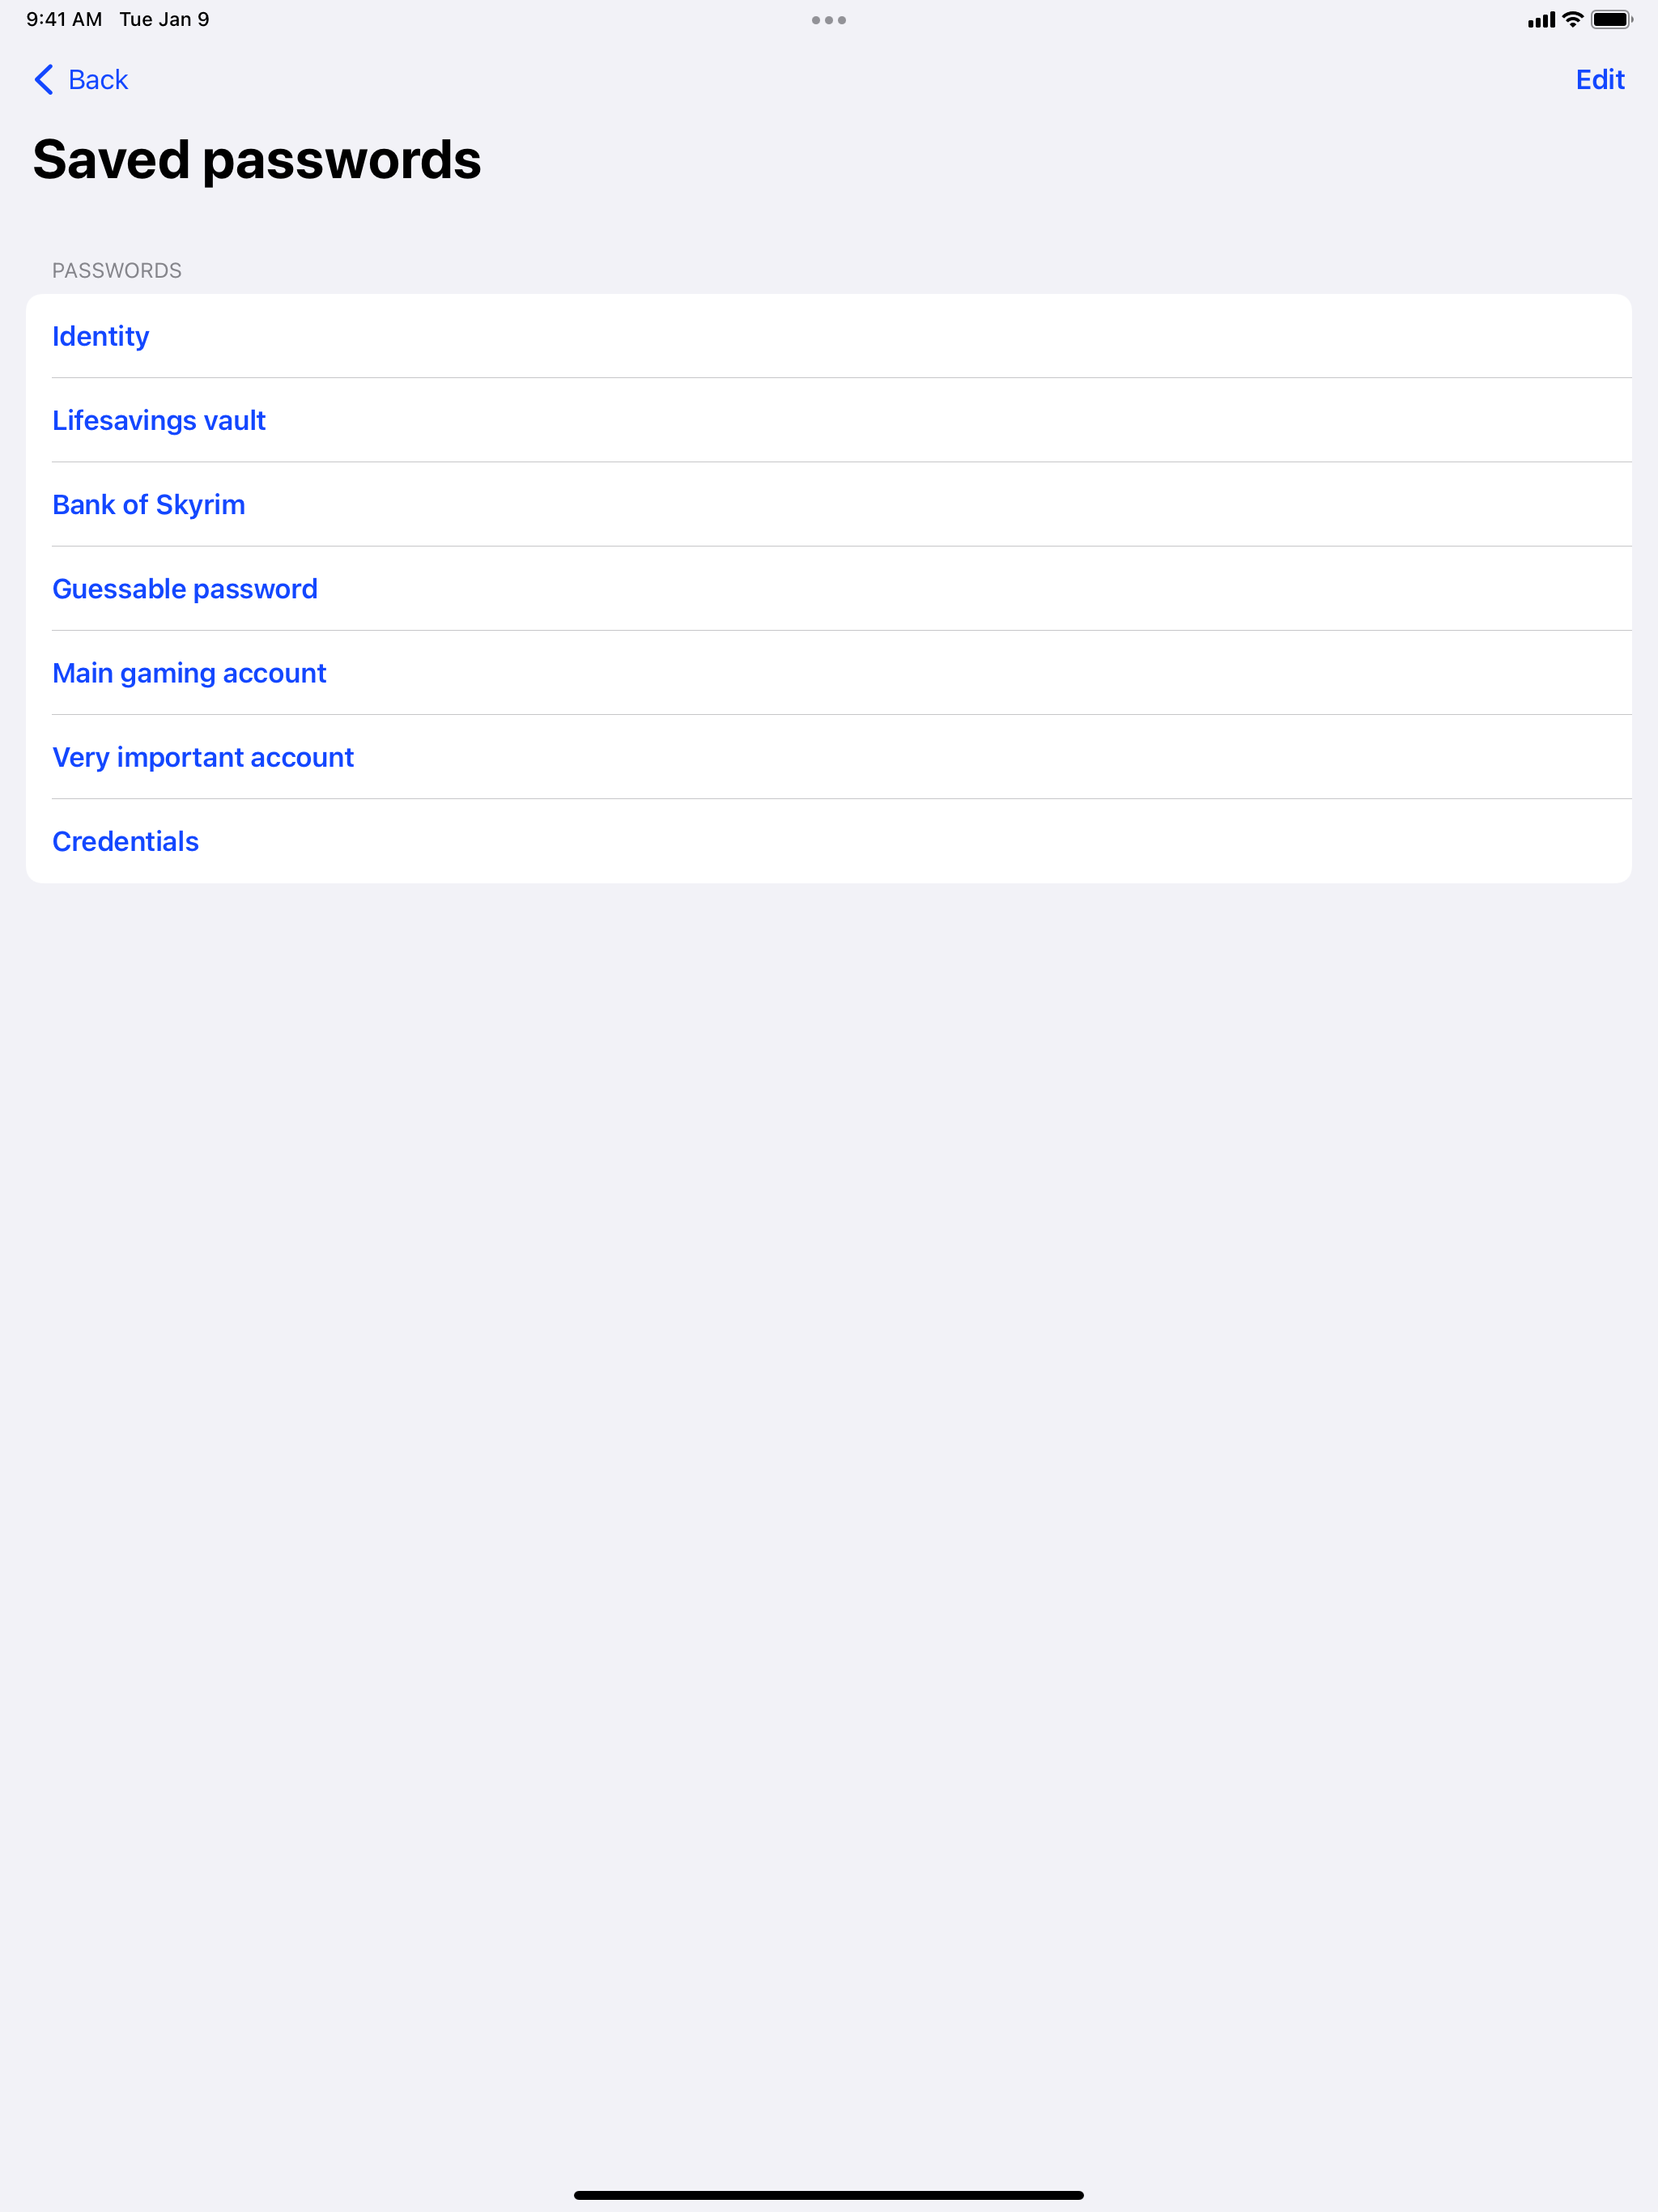 9:41 AM Tue Jan 9
Back
Edit
Saved passwords
PASSWORDS
Identity
Lifesavings vault
Bank of Skyrim
Guessable password
Main gaming account
Very important account
Credentials